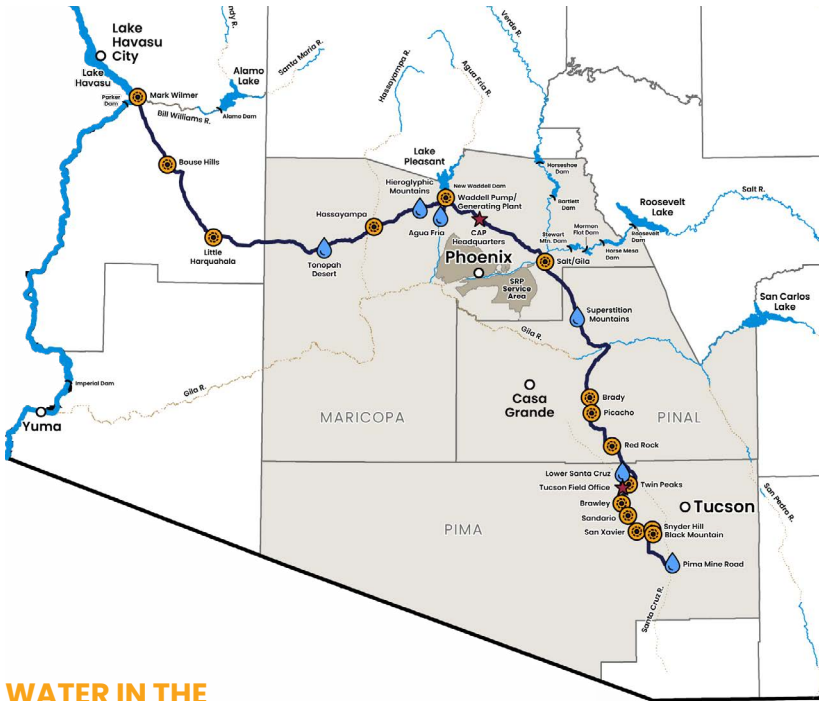 Lake
Havasu
City
Lake
Havasu
Parker
Dam
Mark Wilmer
Bill Williams R.
Alamo
Lake
Alamo Dam
Santa Maria R.
Hassayampa R.
Agua Fria R.
Verde R.
Bouse Hills
Little
Harquahala
Tonopah
Desert
Hassayampa
Hieroglyphic
Mountains
Lake
Pleasant
New Waddell Dam
Waddell Pump/
Generating Plant
Agua Fria
CAP
Headquarters
Phoenix
SRP
Service
Area
Horseshoe
Dam
Bartlett
Dam
Stewart
Mtn. Dam
Mormon
Flat Dam
Horse Mesa
Dam
Roosevelt
Dam
Roosevelt
Lake
Salt R.
Salt/Gila
Superstition
Mountains
San Carlos
Lake
Gila R.
Gila R.
Imperial Dam
Yuma
MARICOPA
Casa
Grande
Brady
Picacho
PINAL
Red Rock
Lower Santa Cruz
Tucson Field Office
Twin Peaks
Brawley
Sandario
San Xavier
Snyder Hill
Black Mountain
Tucson
PIMA
Pima Mine Road
San Pedro R.
Santa Cruz R.
WATER IN THE